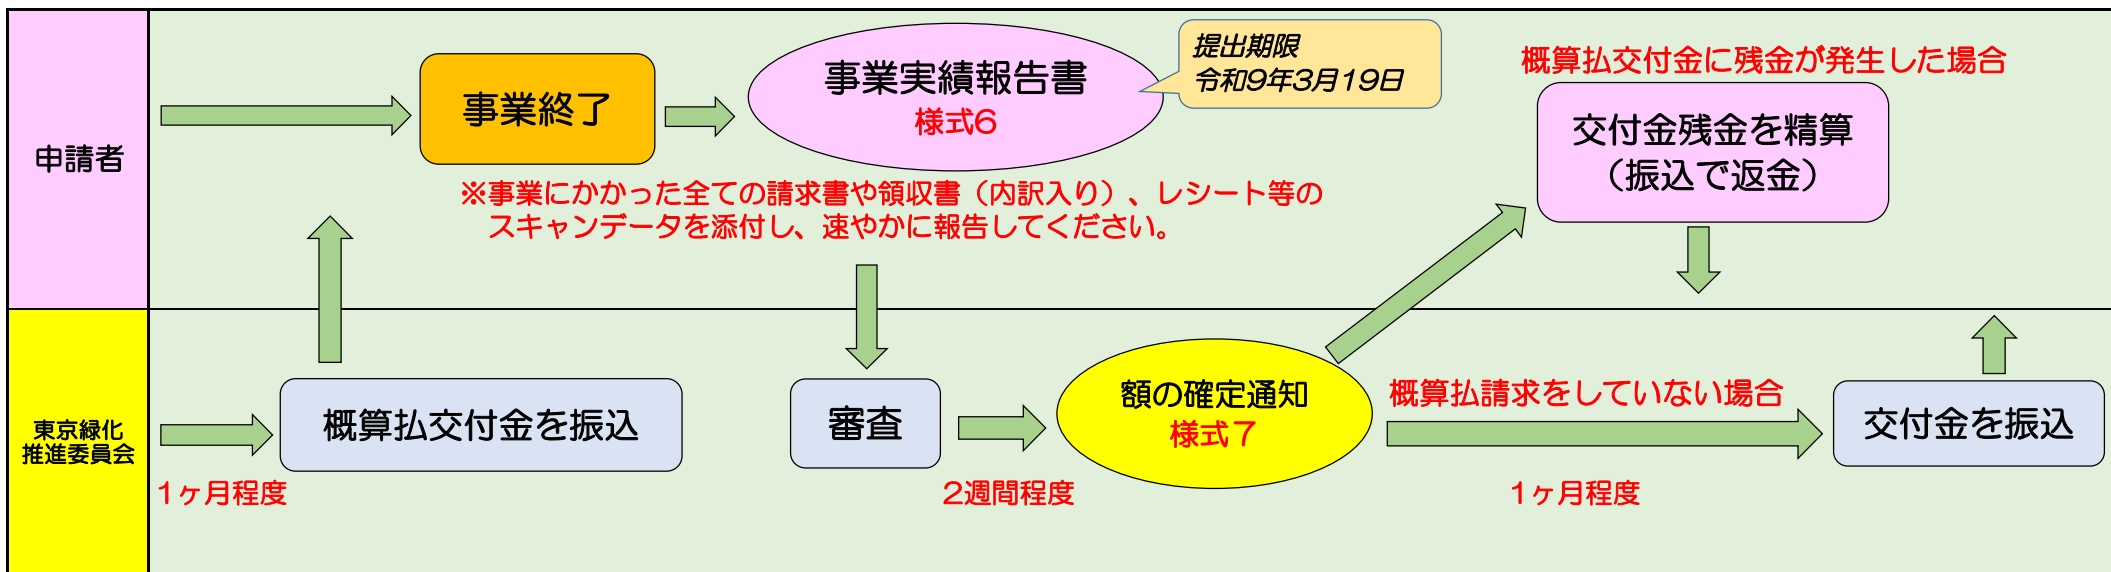 申請者
事業終了
事業実績報告書
様式6
提出期限
令和9年3月19日
※事業にかかった全ての請求書や領収書（内訳入り）、レシート等の
スキャンデータを添付し、速やかに報告してください。
概算払交付金に残金が発生した場合
交付金残金を精算
（振込で返金）
東京緑化
推進委員会
1ヶ月程度
概算払交付金を振込
審査
2週間程度
額の確定通知
様式7
概算払請求をしていない場合
1ヶ月程度
交付金を振込